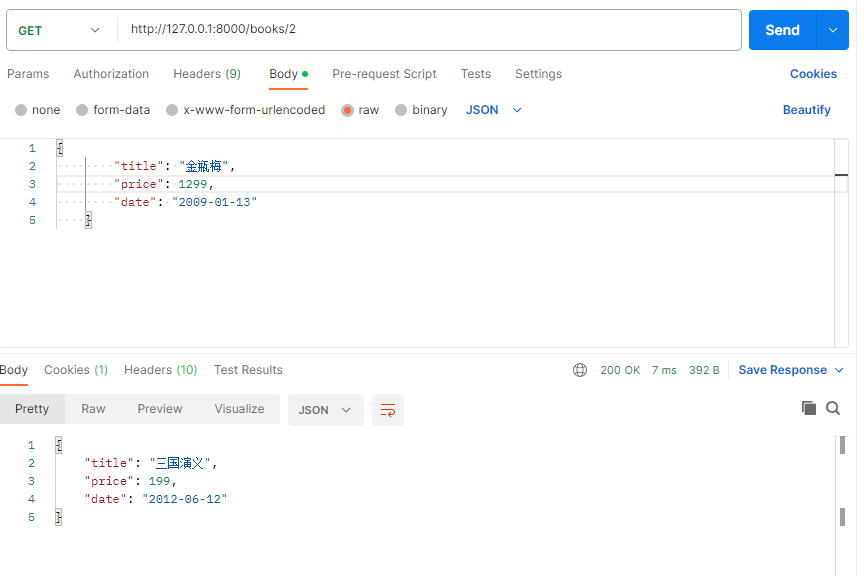 GET http://127.0.0.1:8000/books/2 Send
Params Authorization Headers (9) Body Pre-request Script Tests Settings Cookies
none form-data x-www-form-urlencoded raw binary JSON Beautify
1 {
2 "title": "金瓶梅",
3 "price": 1299,
4 "date": "2009-01-13"
5 }
Body Cookies (1) Headers (10) Test Results 200 OK 7 ms 392 B Save Response
Pretty Raw Preview Visualize JSON
1 {
2 "title": "三国演义",
3 "price": 199,
4 "date": "2012-06-12"
5 }